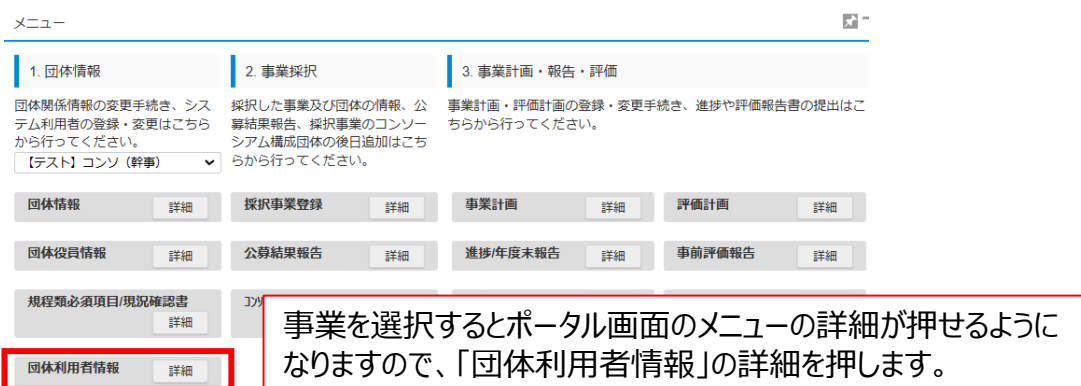 メニュー
1. 団体情報
2. 事業採択
3. 事業計画・報告・評価
団体関係情報の変更手続き、シス
テム利用者の登録・変更はこちら
から行ってください。
【テスト】コンソ（幹事）
採択した事業及び団体の情報、公
募結果報告、採択事業のコンソー
シアム構成団体の後日追加はこち
らから行ってください。
事業計画・評価計画の登録・変更手続き、進捗や評価報告書の提出はこ
ちらから行ってください。
団体情報 詳細
採択事業登録 詳細
事業計画 詳細
評価計画 詳細
団体役員情報 詳細
公募結果報告 詳細
進捗/年度末報告 詳細
事前評価報告 詳細
規程類必須項目/現況確認書
詳細
団体利用者情報 詳細
事業を選択するとポータル画面のメニューの詳細が押せるように
なりますので、「団体利用者情報」の詳細を押します。